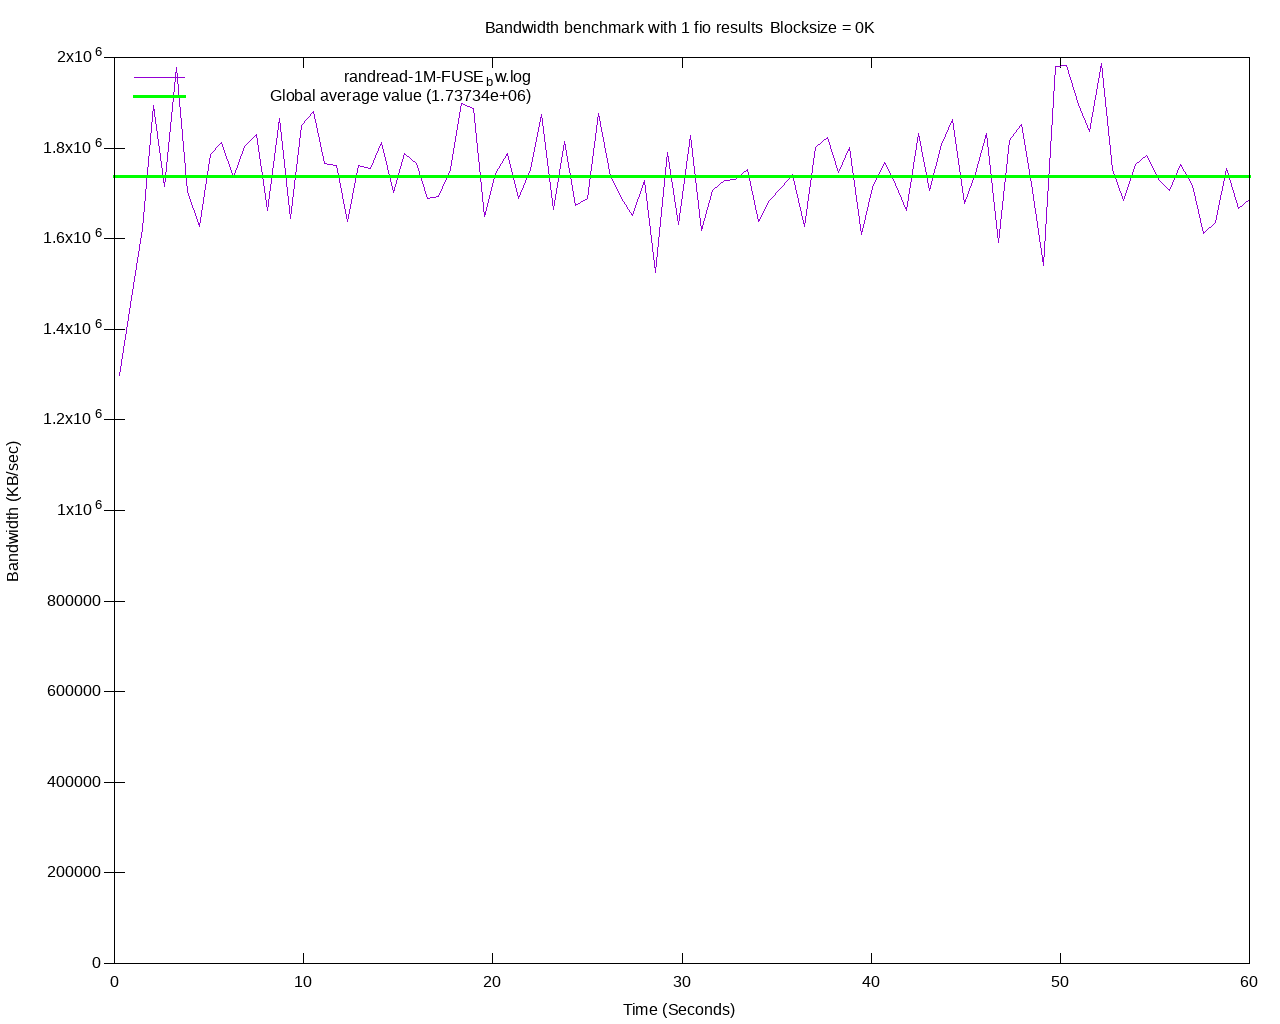 Bandwidth benchmark with 1 fio results Blocksize = 0K
2x10^6
randread-1M-FUSE_bw.log
Global average value (1.73734e+06)
1.8x10^6
1.6x10^6
1.4x10^6
1.2x10^6
1x10^6
800000
600000
400000
200000
0
Bandwidth (KB/sec)
0 10 20 30 40 50 60
Time (Seconds)